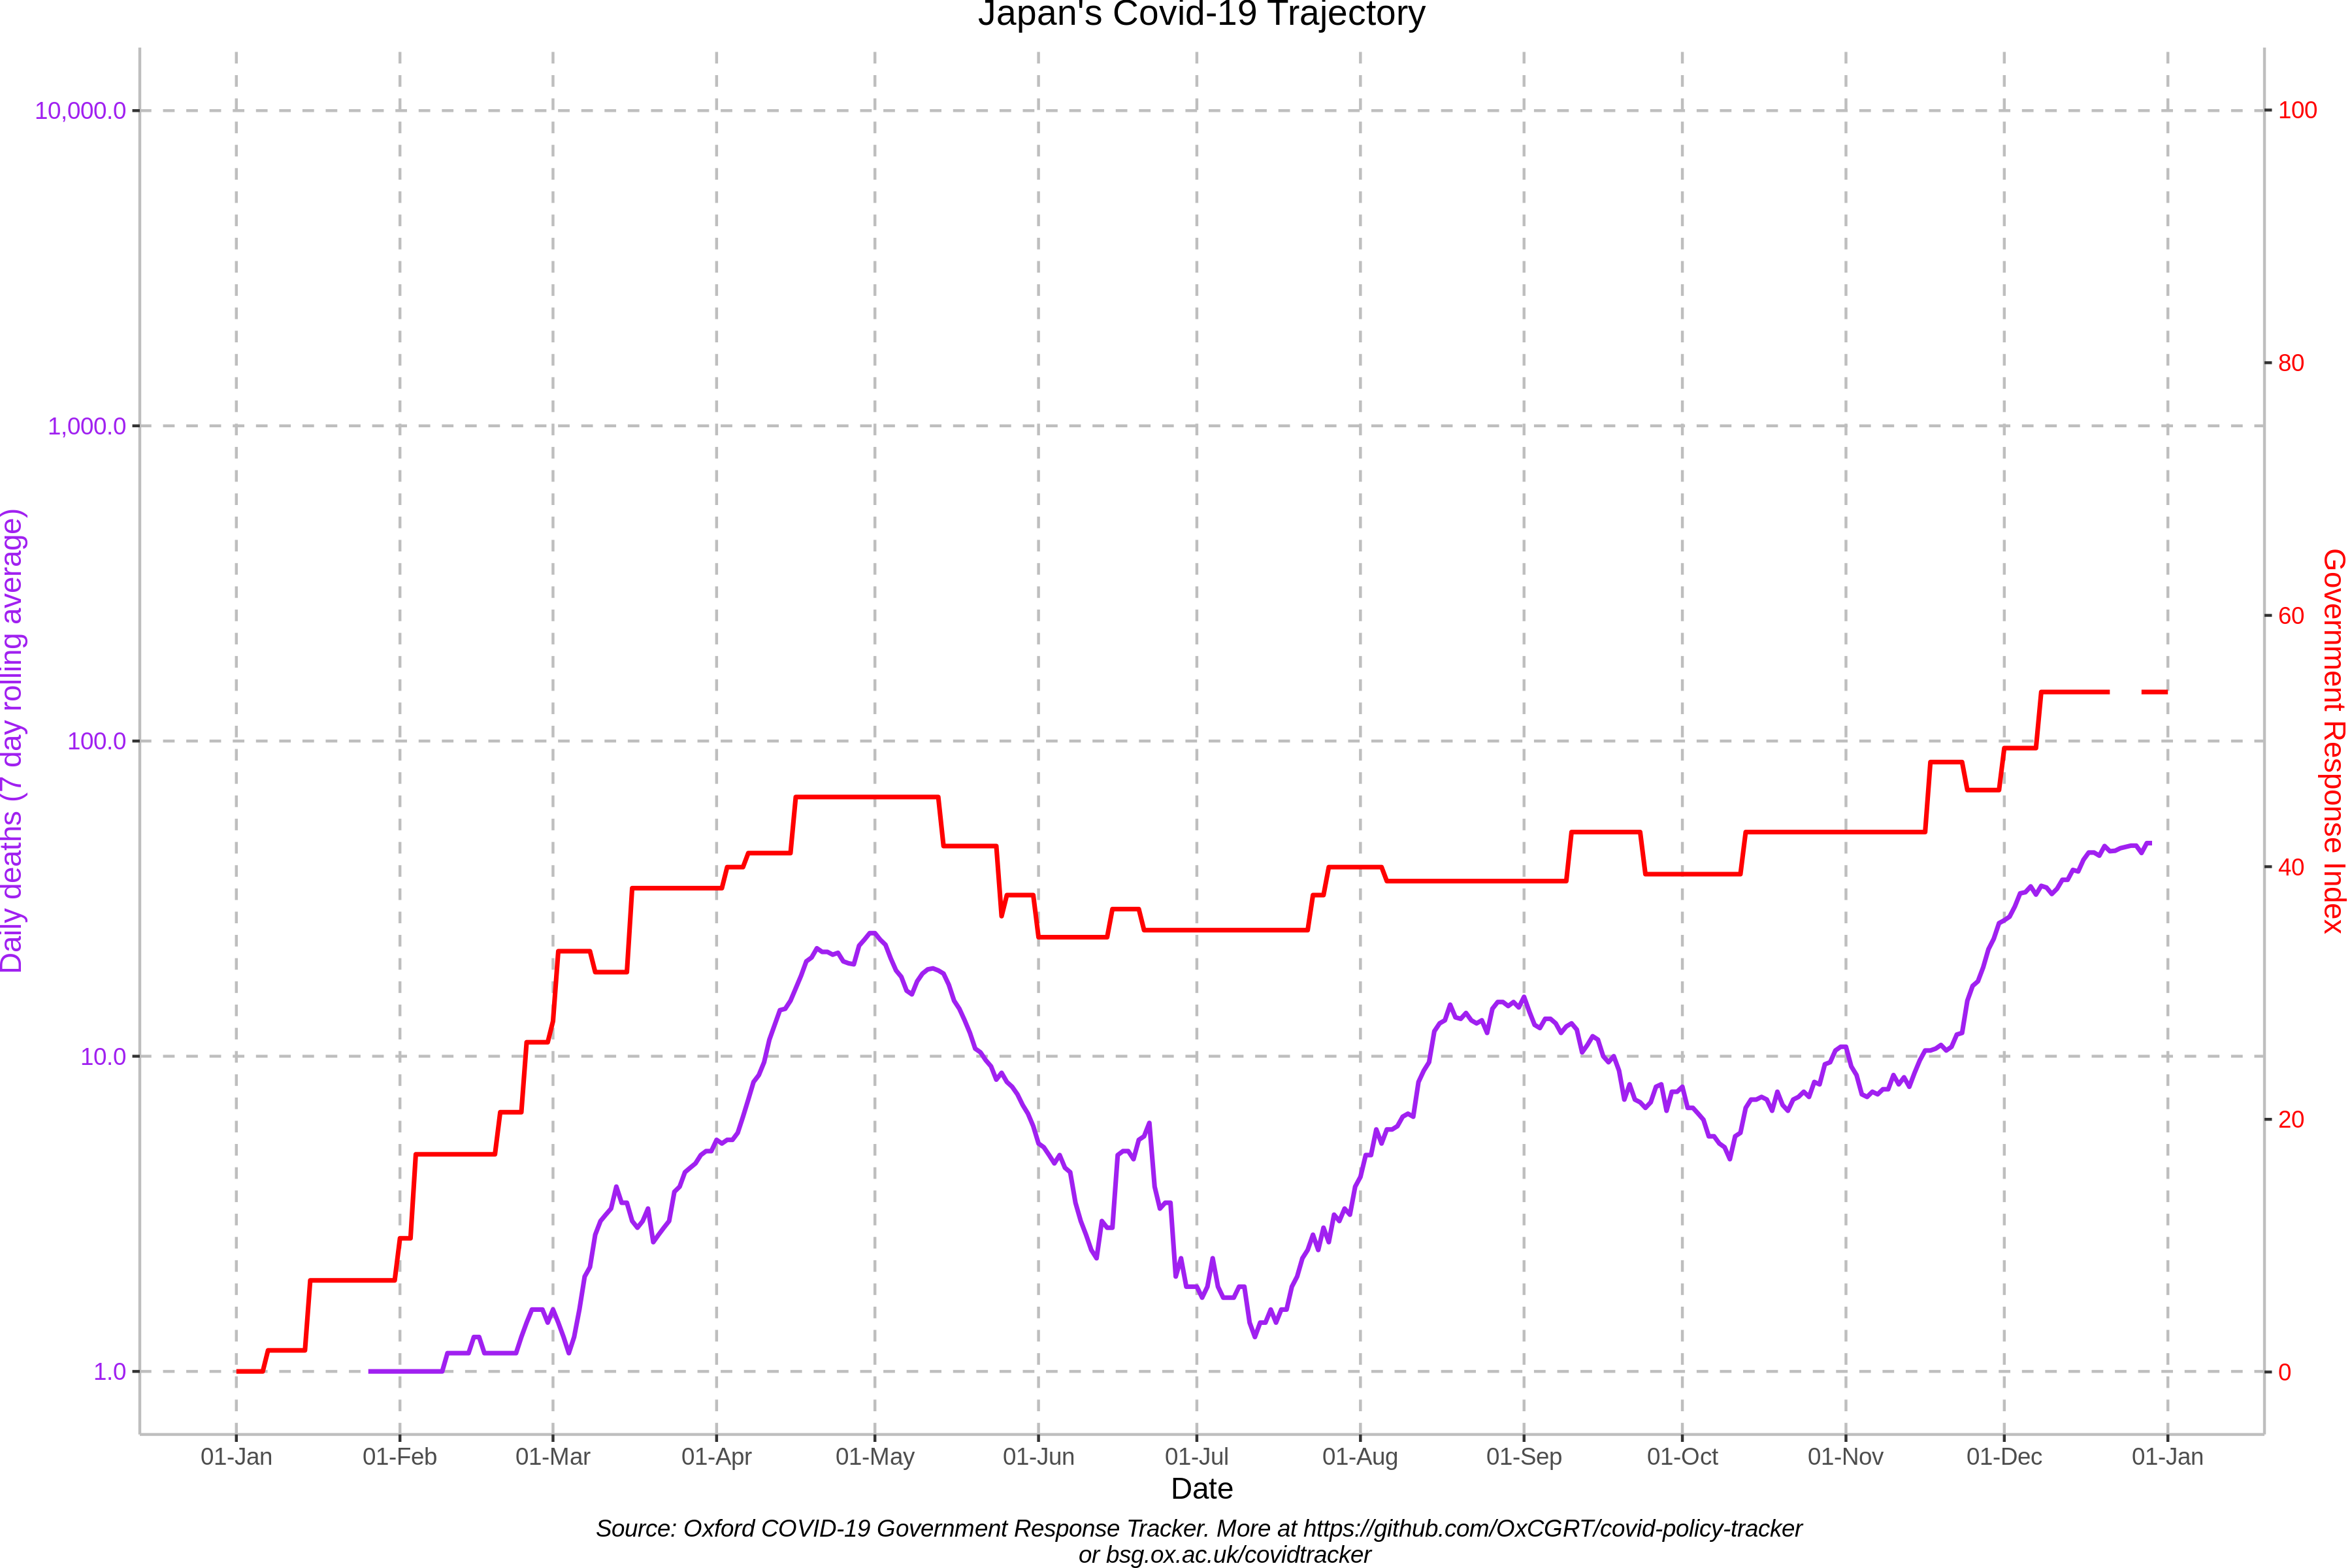 Japan's Covid-19 Trajectory
Daily deaths (7 day rolling average)
10,000.0
1,000.0
100.0
10.0
1.0
100
80
60
40
20
0
Government Response Index
01-Jan 01-Feb 01-Mar 01-Apr 01-May 01-Jun 01-Jul 01-Aug 01-Sep 01-Oct 01-Nov 01-Dec 01-Jan
Date
Source: Oxford COVID-19 Government Response Tracker. More at https://github.com/OxCGRT/covid-policy-tracker
or bsg.ox.ac.uk/covidtracker